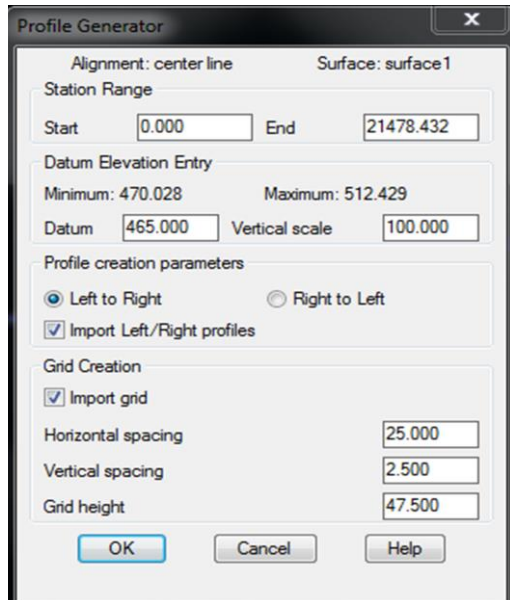 Profile Generator
x
Alignment: center line Surface: surface1
Station Range
Start 0.000 End 21478.432
Datum Elevation Entry
Minimum: 470.028 Maximum: 512.429
Datum 465.000 Vertical scale 100.000
Profile creation parameters
Left to Right Right to Left
Import Left/Right profiles
Grid Creation
Import grid
Horizontal spacing 25.000
Vertical spacing 2.500
Grid height 47.500
OK Cancel Help